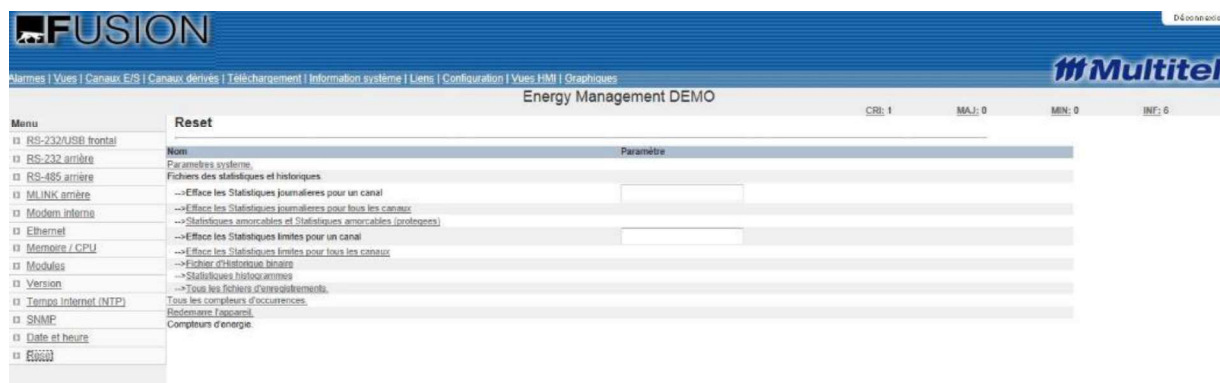 FUSION
Déconnexio
Alarmes | Vues | Canaux E/S | Canaux dérivés | Téléchargement | Information système | Liens | Configuration | Vues HMI | Graphiques
Multitel
Energy Management DEMO
CRI: 1 MAJ: 0 MIN: 0 INF: 6
Menu
RS-232/USB frontal
RS-232 arrière
RS-485 arrière
MLINK arrière
Modem interne
Ethernet
Memoire / CPU
Modules
Version
Temps Internet (NTP)
SNMP
Date et heure
Reset
Reset
Nom Paramètre
Parametres systeme.
Fichiers des statistiques et historiques.
-->Efface les Statistiques journalieres pour un canal
-->Efface les Statistiques journalieres pour tous les canaux
-->Statistiques amorcables et Statistiques amorcables (protegees)
-->Efface les Statistiques limites pour un canal
-->Efface les Statistiques limites pour tous les canaux
-->Fichier d'Historique binaire
-->Statistiques histogrammes
-->Tous les fichiers d'enregistrements.
Tous les compteurs d'occurrences.
Redemarre l'appareil.
Compteurs d'energie.